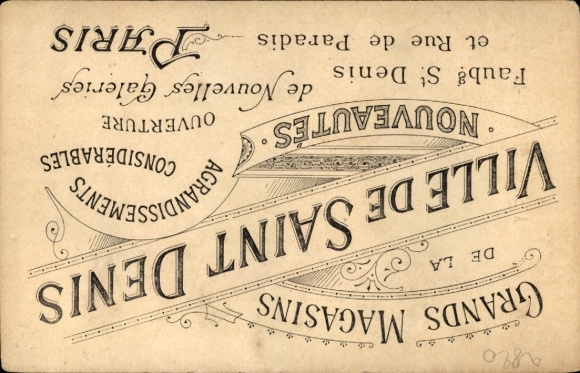 GRANDS MAGASINS
DE LA
VILLE DE SAINT DENIS
· NOUVEAUTÉS ·
AGRANDISSEMENTS
CONSIDÉRABLES
OUVERTURE
de Nouvelles Galeries
Faubg. St. Denis
et Rue de Paradis
PARIS